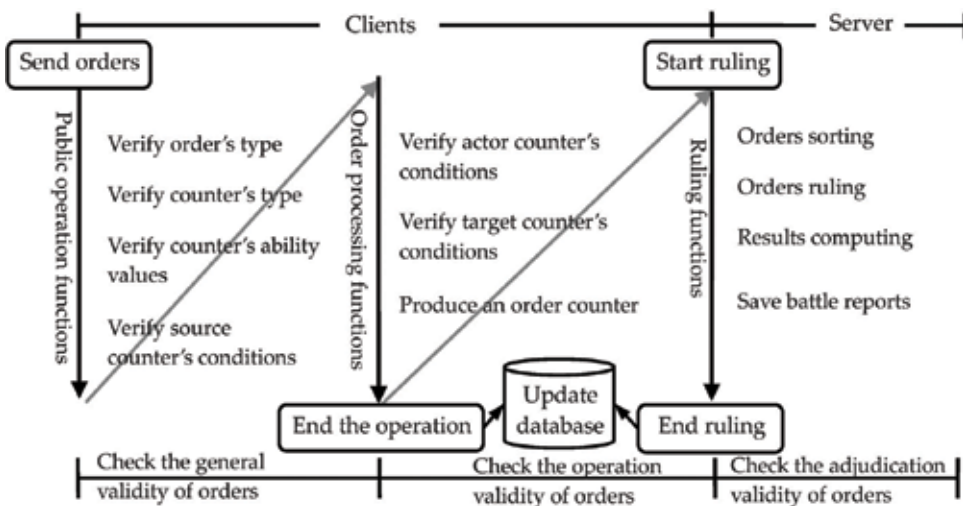 Clients
Server
Send orders
Start ruling
Public operation functions
Verify order's type
Verify counter's type
Verify counter's ability
values
Verify source
counter's conditions
Order processing functions
Verify actor counter's
conditions
Verify target counter's
conditions
Produce an order counter
Ruling functions
Orders sorting
Orders ruling
Results computing
Save battle reports
End the operation
Update
database
End ruling
Check the general
validity of orders
Check the operation
validity of orders
Check the adjudication
validity of orders